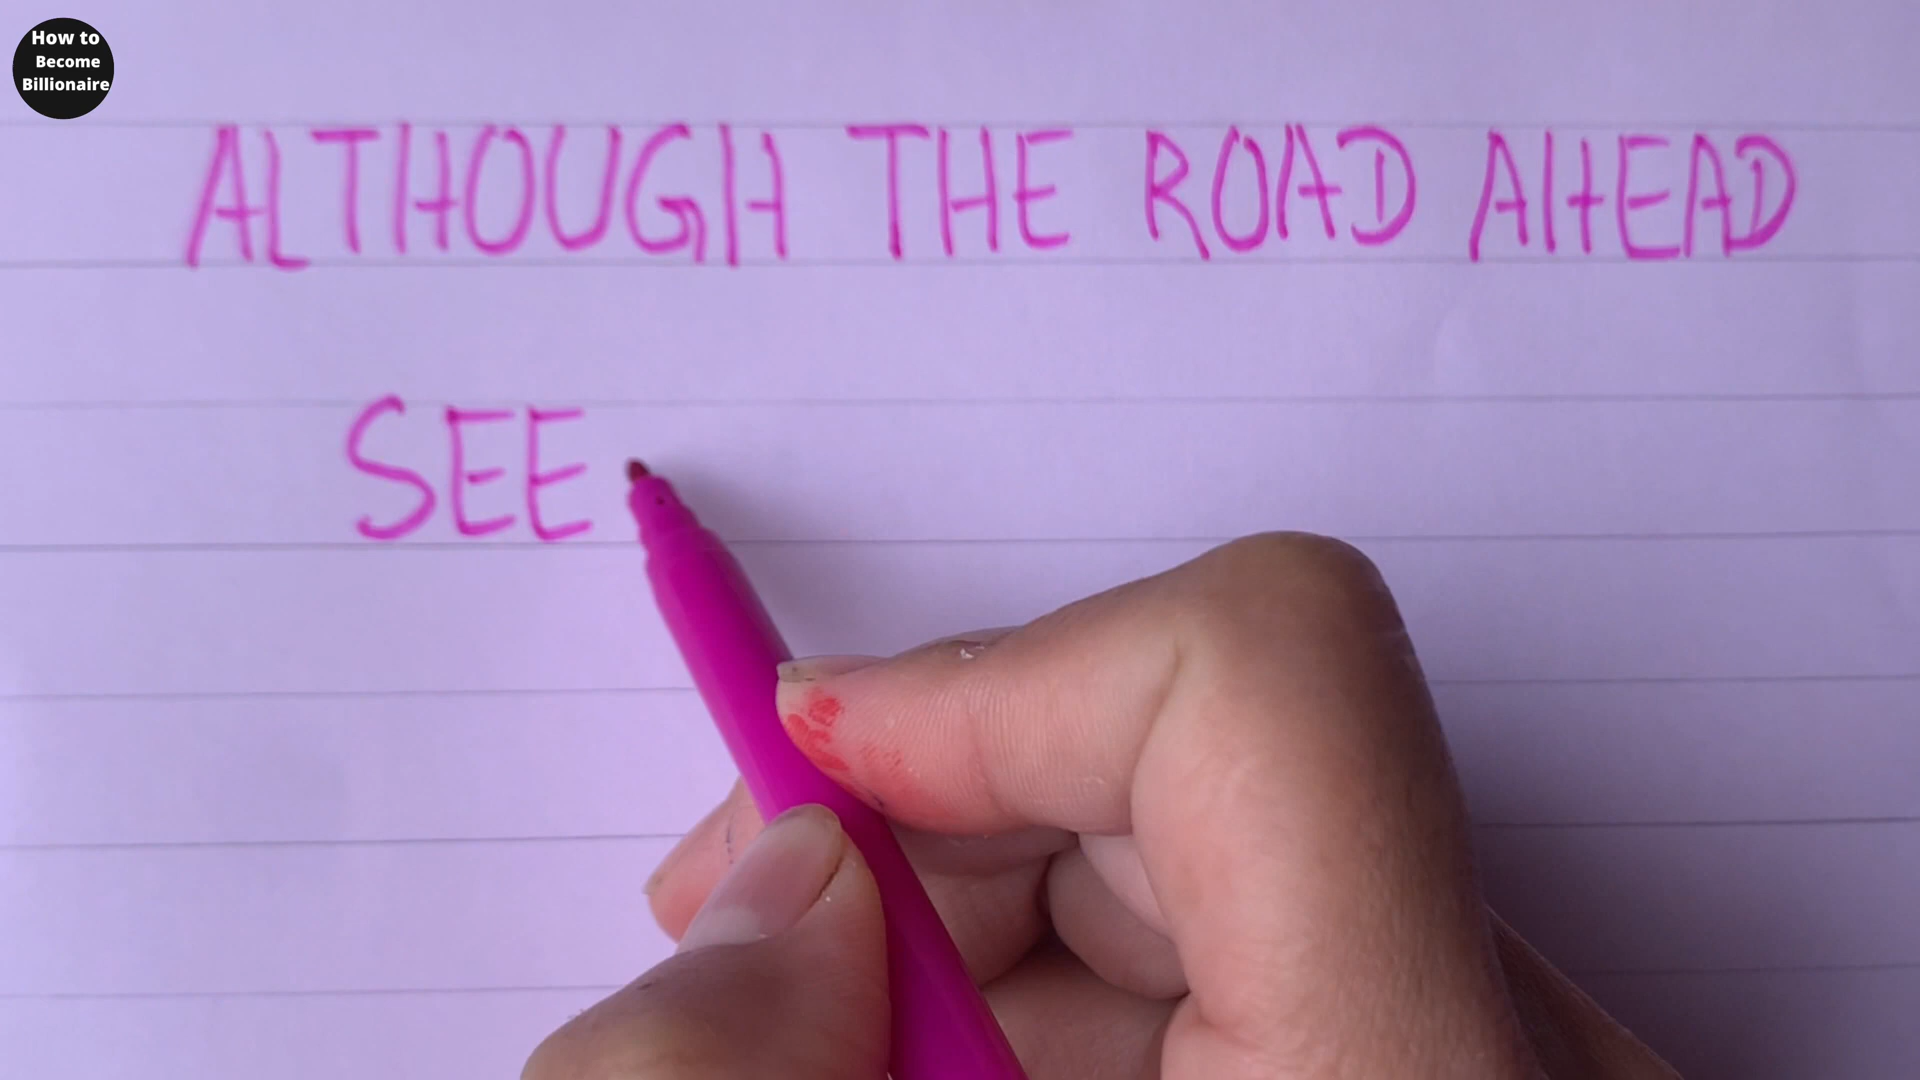 How to
Become
Billionaire
ALTHOUGH THE ROAD AHEAD
SEE